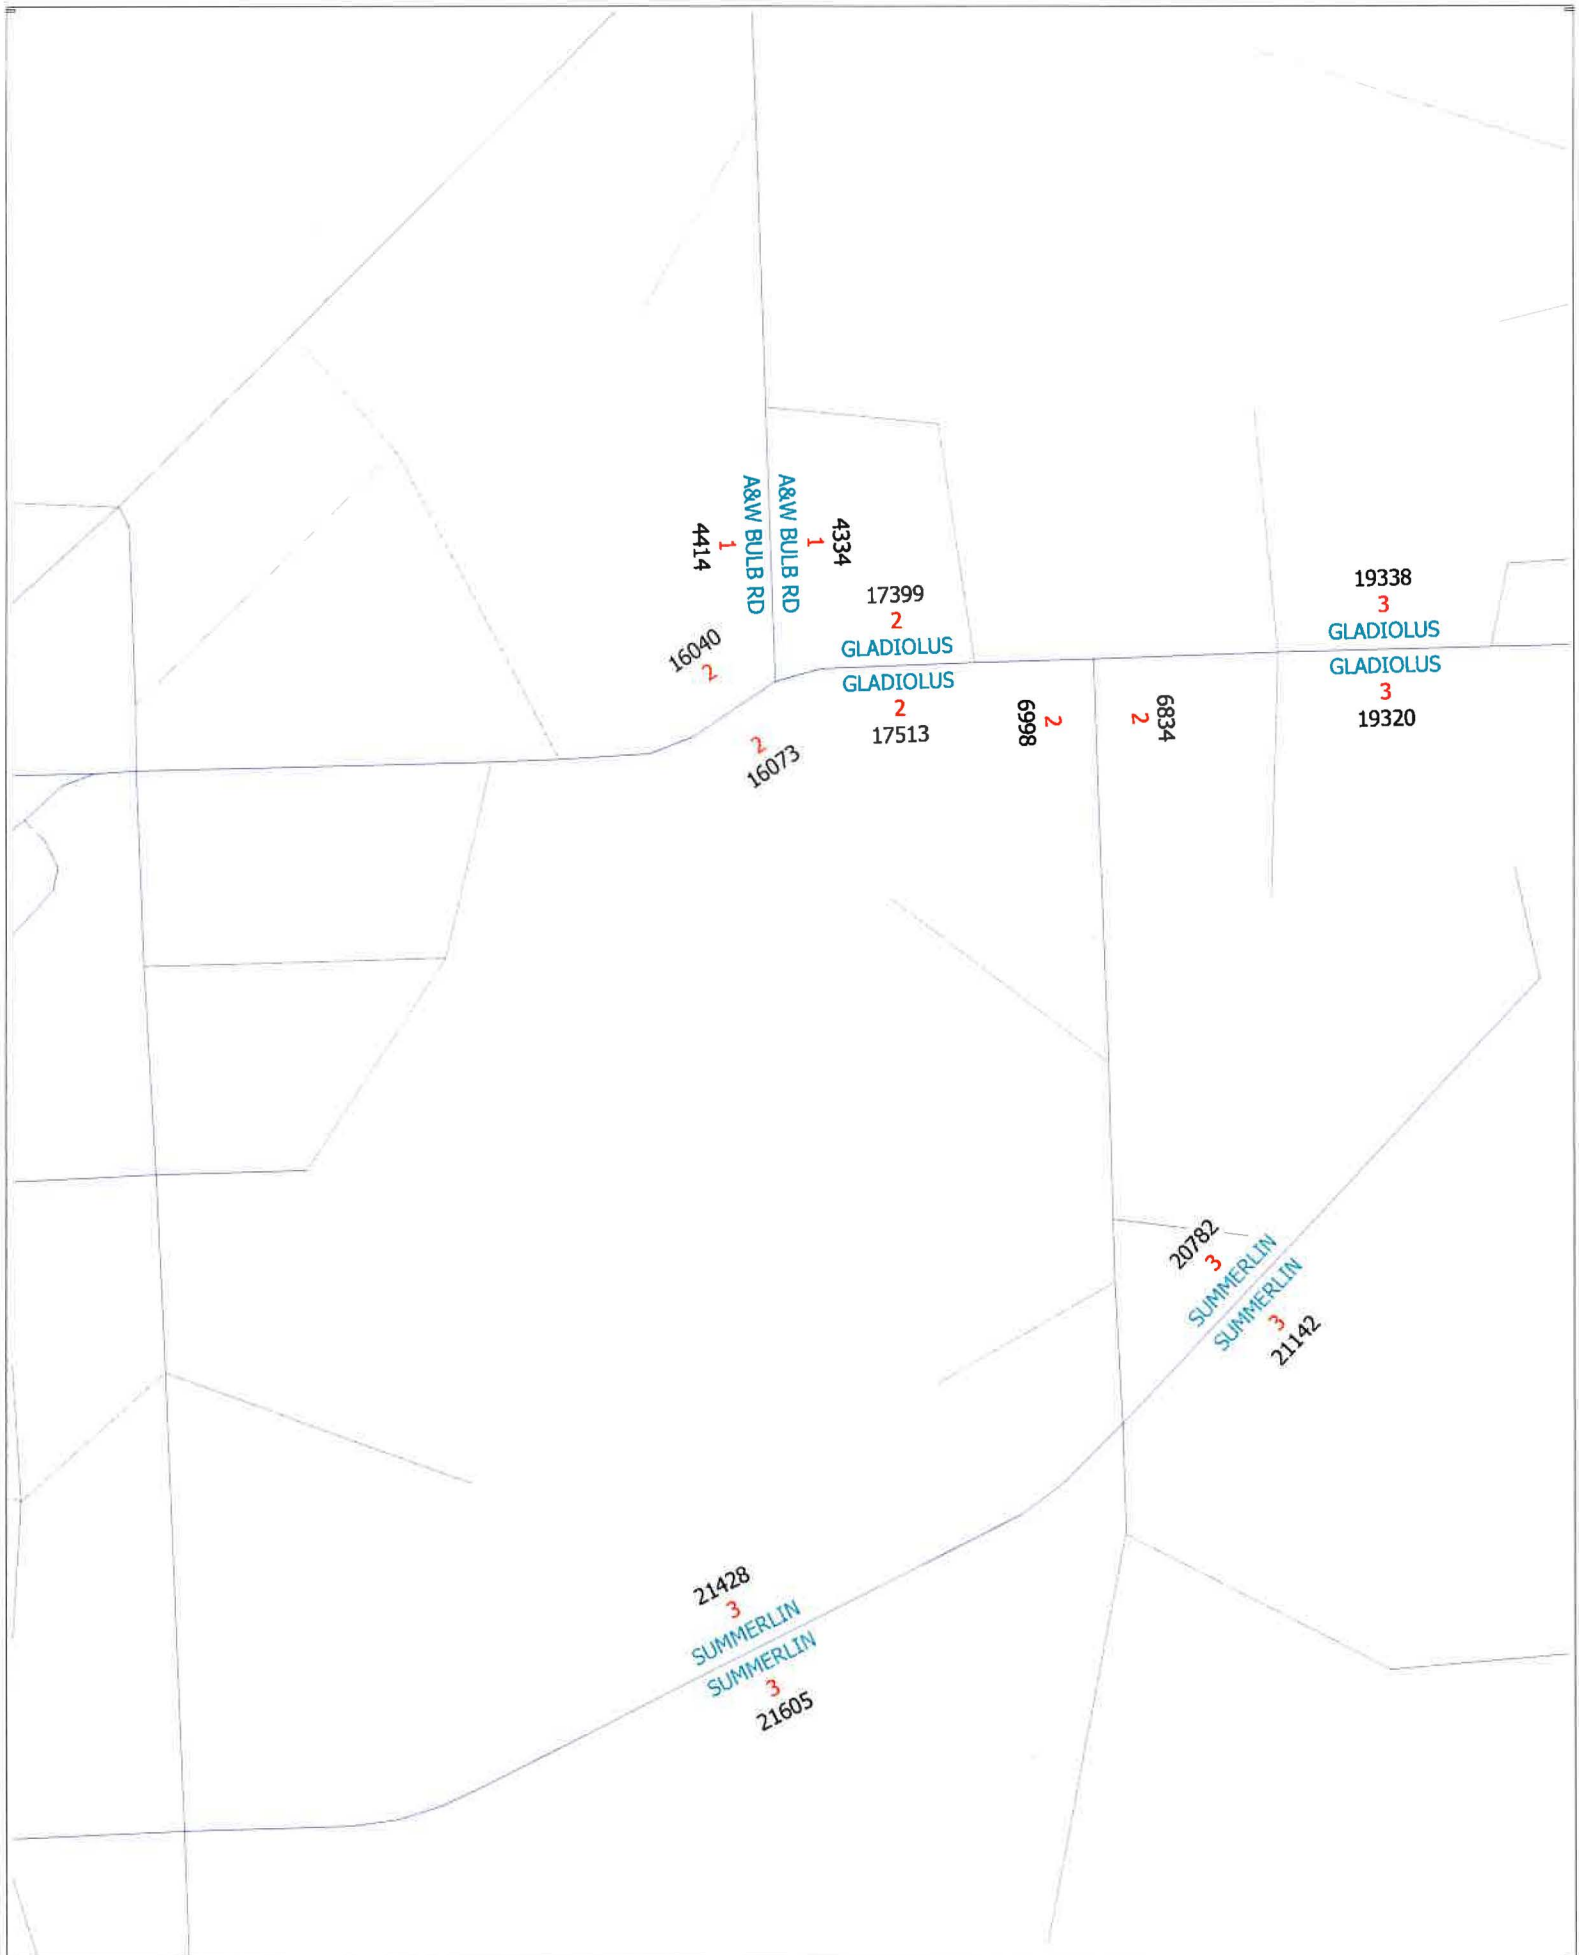 A&W BULB RD
A&W BULB RD
4414
1
1
4334
17399
2
GLADIOLUS
GLADIOLUS
2
17513
16040
2
2
16073
19338
3
GLADIOLUS
GLADIOLUS
3
19320
6998
2
2
6834
20782
3
SUMMERLIN
SUMMERLIN
3
21142
21428
3
SUMMERLIN
SUMMERLIN
3
21605